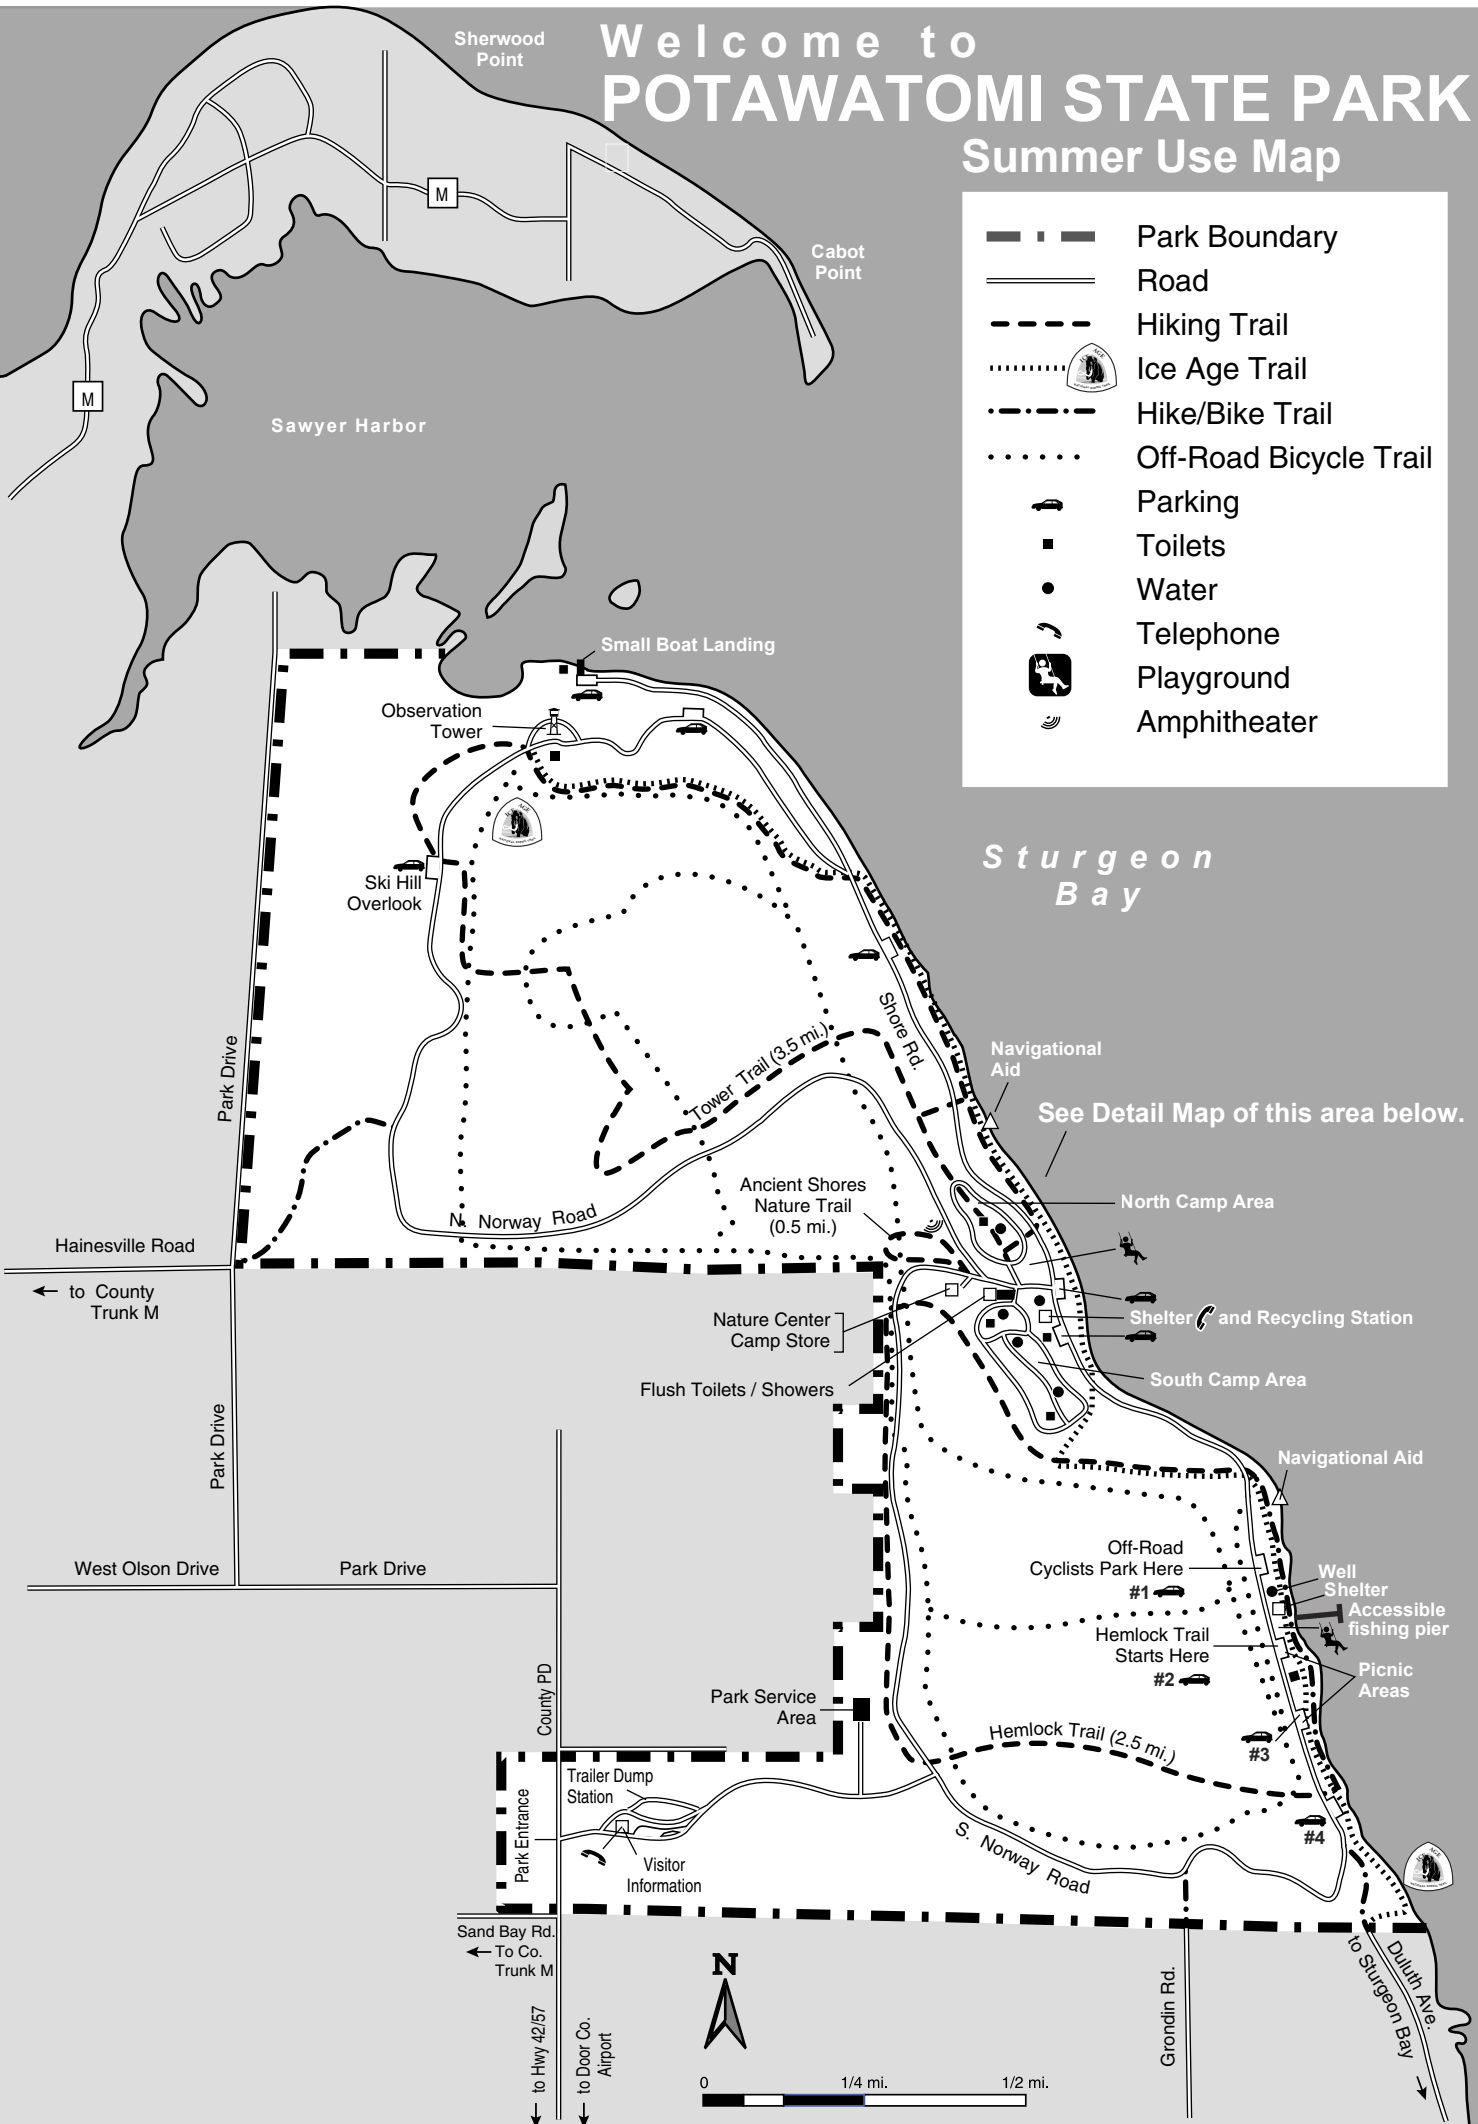 Welcome to
POTAWATOMI STATE PARK
Summer Use Map
Sherwood
Point
M
Cabot
Point
M
Sawyer Harbor
Park Boundary
Road
Hiking Trail
Ice Age Trail
Hike/Bike Trail
Off-Road Bicycle Trail
Parking
Toilets
Water
Telephone
Playground
Amphitheater
Small Boat Landing
Observation
Tower
Sturgeon
Bay
Ski Hill
Overlook
Shore Rd.
Park Drive
Tower Trail (3.5 mi.)
Navigational
Aid
See Detail Map of this area below.
Ancient Shores
Nature Trail
(0.5 mi.)
North Camp Area
N. Norway Road
Hainesville Road
to County
Trunk M
Nature Center
Camp Store
Shelter and Recycling Station
Flush Toilets / Showers
South Camp Area
Park Drive
Navigational Aid
West Olson Drive
Park Drive
Off-Road
Cyclists Park Here
#1
Well
Shelter
Accessible
fishing pier
Hemlock Trail
Starts Here
#2
Picnic
Areas
County PD
Park Service
Area
Hemlock Trail (2.5 mi.)
#3
Trailer Dump
Station
Park Entrance
#4
Visitor
Information
S. Norway Road
Sand Bay Rd.
To Co.
Trunk M
N
to Hwy 42/57
to Door Co.
Airport
Grondin Rd.
Duluth Ave.
to Sturgeon Bay
0 1/4 mi. 1/2 mi.